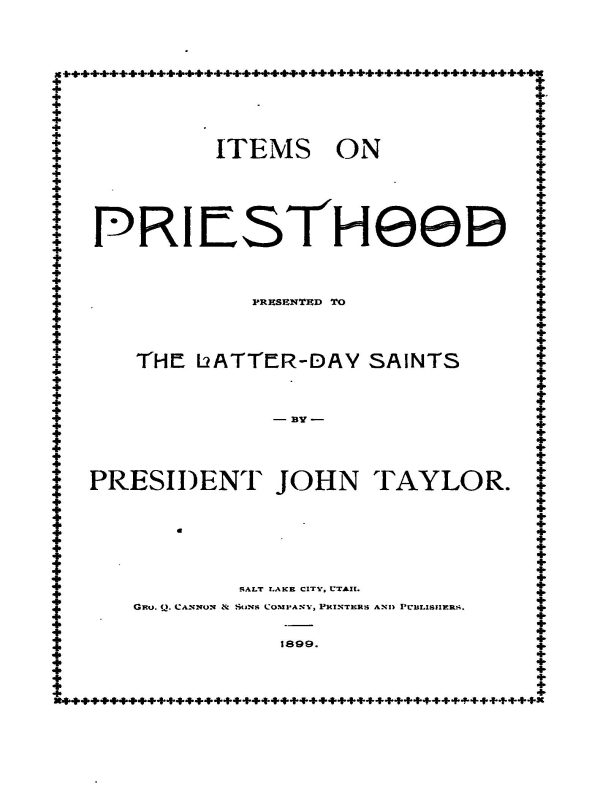 ITEMS ON
PRIESTHOOD
PRESENTED TO
THE LATTER-DAY SAINTS
— BY —
PRESIDENT JOHN TAYLOR.
SALT LAKE CITY, UTAH.
GEO. Q. CANNON & SONS COMPANY, PRINTERS AND PUBLISHERS.
1899.